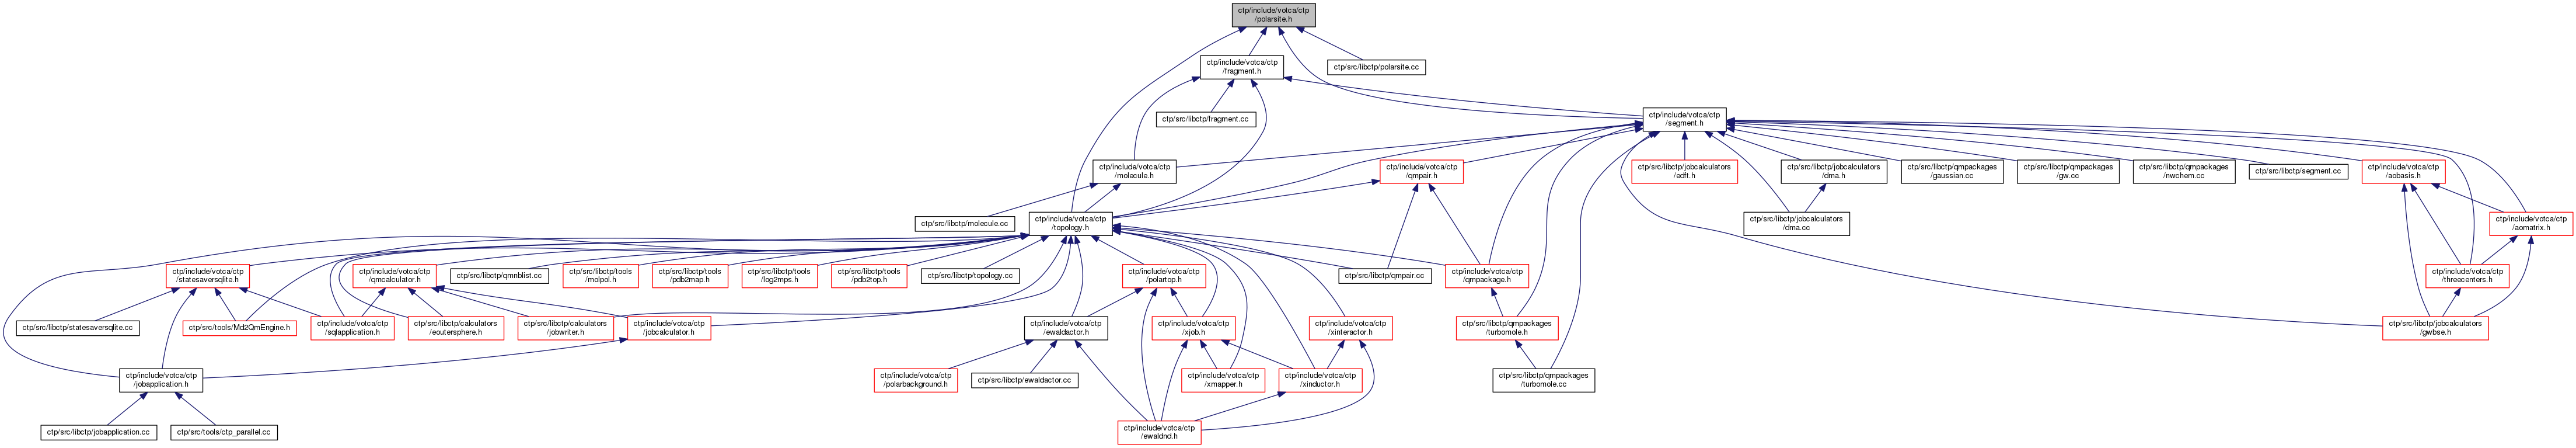 ctp/include/votca/ctp
/polarsite.h
ctp/include/votca/ctp
/fragment.h
ctp/src/libctp/polarsite.cc
ctp/src/libctp/fragment.cc
ctp/include/votca/ctp
/segment.h
ctp/include/votca/ctp
/molecule.h
ctp/include/votca/ctp
/qmpair.h
ctp/src/libctp/jobcalculators
/edft.h
ctp/src/libctp/jobcalculators
/dma.h
ctp/src/libctp/qmpackages
/gaussian.cc
ctp/src/libctp/qmpackages
/gw.cc
ctp/src/libctp/qmpackages
/nwchem.cc
ctp/src/libctp/segment.cc
ctp/include/votca/ctp
/aobasis.h
ctp/src/libctp/molecule.cc
ctp/include/votca/ctp
/topology.h
ctp/src/libctp/jobcalculators
/dma.cc
ctp/include/votca/ctp
/aomatrix.h
ctp/include/votca/ctp
/statesaversqlite.h
ctp/include/votca/ctp
/qmcalculator.h
ctp/src/libctp/qmnblist.cc
ctp/src/libctp/tools
/molpol.h
ctp/src/libctp/tools
/pdb2map.h
ctp/src/libctp/tools
/log2mps.h
ctp/src/libctp/tools
/pdb2top.h
ctp/src/libctp/topology.cc
ctp/include/votca/ctp
/polartop.h
ctp/src/libctp/qmpair.cc
ctp/include/votca/ctp
/qmpackage.h
ctp/include/votca/ctp
/threecenters.h
ctp/src/libctp/statesaversqlite.cc
ctp/src/tools/Md2QmEngine.h
ctp/include/votca/ctp
/sqlapplication.h
ctp/src/libctp/calculators
/eoutersphere.h
ctp/src/libctp/calculators
/jobwriter.h
ctp/include/votca/ctp
/jobcalculator.h
ctp/include/votca/ctp
/ewaldactor.h
ctp/include/votca/ctp
/xjob.h
ctp/include/votca/ctp
/xinteractor.h
ctp/src/libctp/qmpackages
/turbomole.h
ctp/src/libctp/jobcalculators
/gwbse.h
ctp/include/votca/ctp
/jobapplication.h
ctp/include/votca/ctp
/polarbackground.h
ctp/src/libctp/ewaldactor.cc
ctp/include/votca/ctp
/xmapper.h
ctp/include/votca/ctp
/xinductor.h
ctp/src/libctp/qmpackages
/turbomole.cc
ctp/src/libctp/jobapplication.cc
ctp/src/tools/ctp_parallel.cc
ctp/include/votca/ctp
/ewaldnd.h